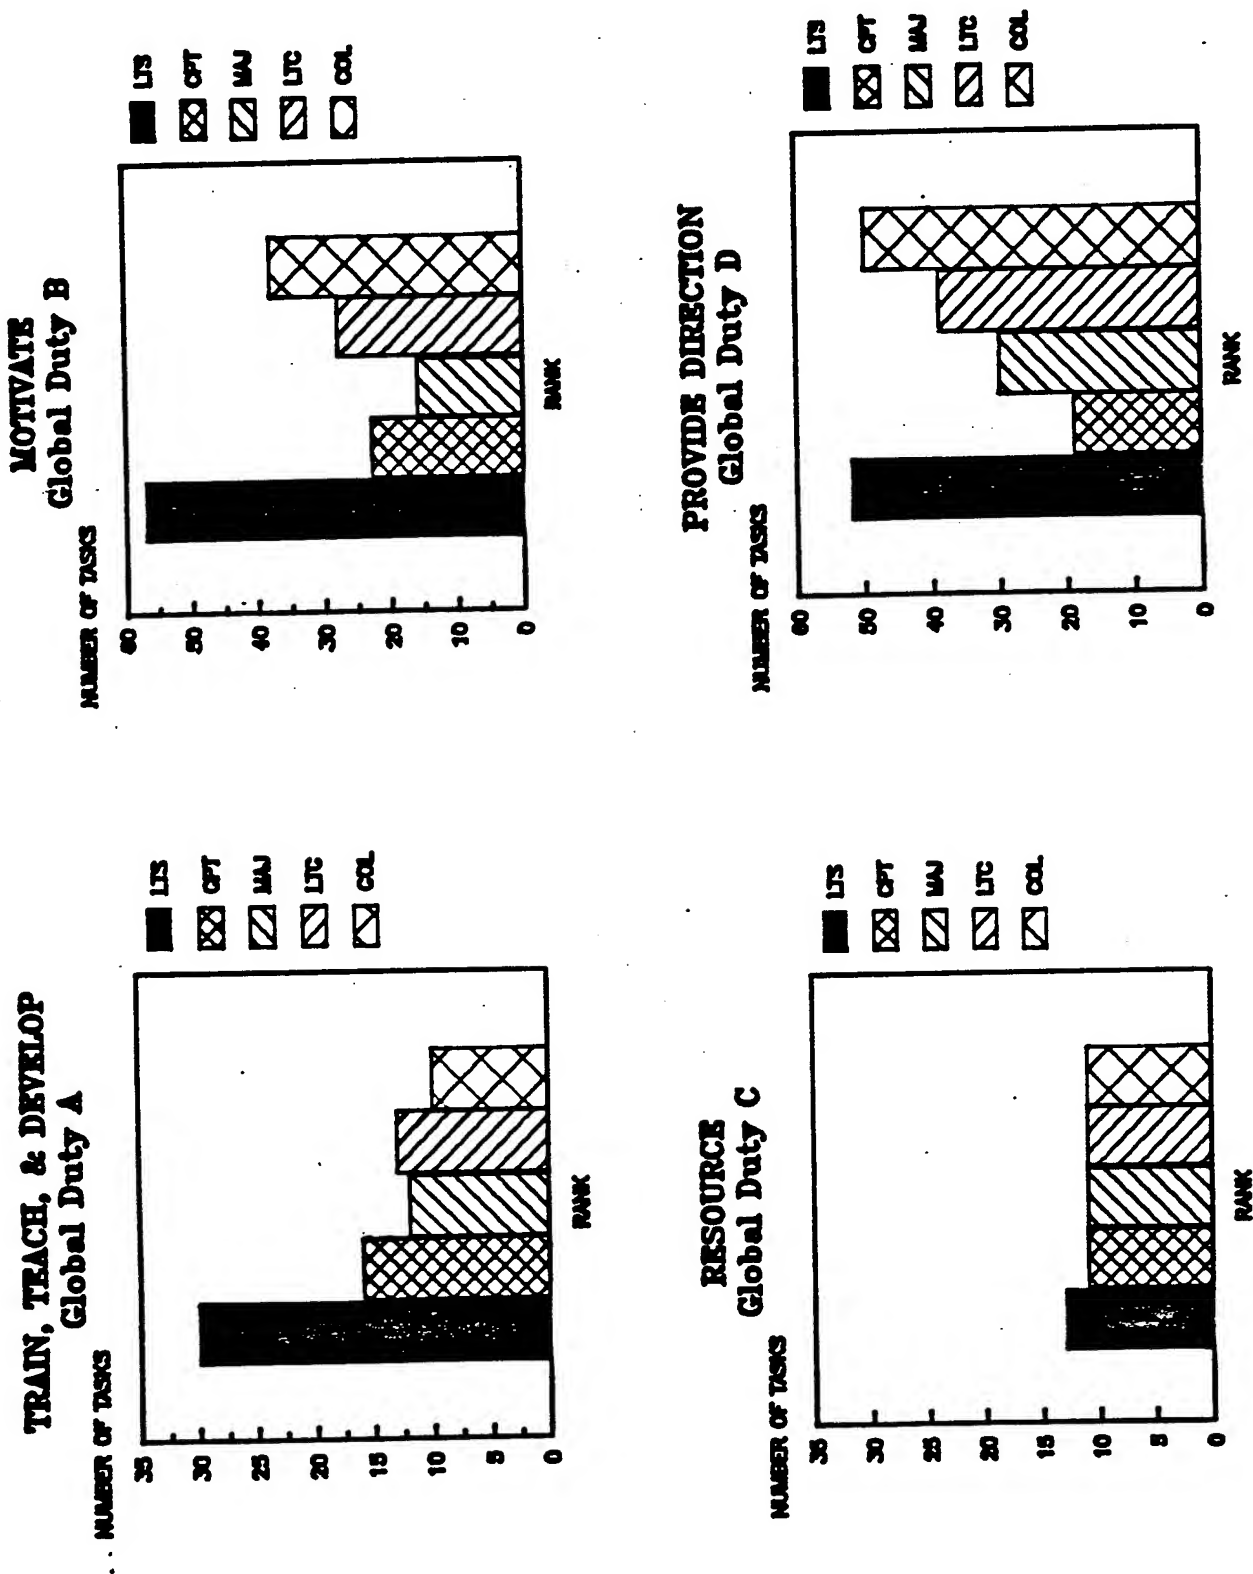 TRAIN, TEACH, & DEVELOP
Global Duty A
NUMBER OF TASKS
35
30
25
20
15
10
5
0
RANK
LTS
CPT
MAJ
LTC
COL
MOTIVATE
Global Duty B
NUMBER OF TASKS
60
50
40
30
20
10
0
RANK
LTS
CPT
MAJ
LTC
COL
RESOURCE
Global Duty C
NUMBER OF TASKS
35
30
25
20
15
10
5
0
RANK
LTS
CPT
MAJ
LTC
COL
PROVIDE DIRECTION
Global Duty D
NUMBER OF TASKS
60
50
40
30
20
10
0
RANK
LTS
CPT
MAJ
LTC
COL